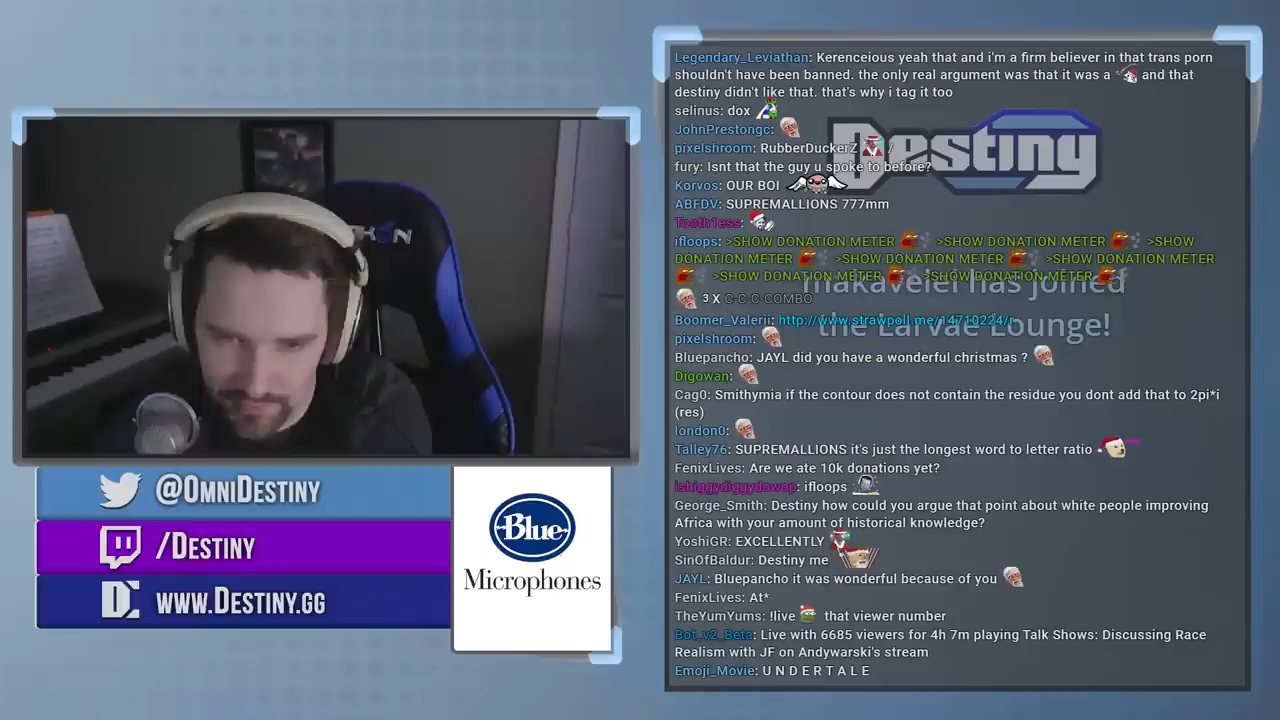 Legendary_Leviathan: Kerenceious yeah that and i'm a firm believer in that trans porn
shouldn't have been banned. the only real argument was that it was a and that
destiny didn't like that. that's why i tag it too
selinus: dox
JohnPrestongc:
pixelshroom: RubberDuckerZ /
fury: Isnt that the guy u spoke to before?
Korvos: OUR BOI
ABFDV: SUPREMALLIONS 777mm
Tooth1ess:
ifloops: >SHOW DONATION METER >SHOW DONATION METER >SHOW
DONATION METER >SHOW DONATION METER >SHOW DONATION METER
>SHOW DONATION METER >SHOW DONATION METER
3 X C-C-C-COMBO
Boomer_Valerii: http://www.strawpoll.me/14710224/r
pixelshroom:
Bluepancho: JAYL did you have a wonderful christmas ?
Digowan:
Cag0: Smithymia if the contour does not contain the residue you dont add that to 2pi*i
(res)
london0:
Talley76: SUPREMALLIONS it's just the longest word to letter ratio
FenixLives: Are we ate 10k donations yet?
ishiggydiggydowop: ifloops
George_Smith: Destiny how could you argue that point about white people improving
Africa with your amount of historical knowledge?
YoshiGR: EXCELLENTLY
SinOfBaldur: Destiny me
JAYL: Bluepancho it was wonderful because of you
FenixLives: At*
TheYumYums: !live that viewer number
Bot_v2_Beta: Live with 6685 viewers for 4h 7m playing Talk Shows: Discussing Race
Realism with JF on Andywarski's stream
Emoji_Movie: U N D E R T A L E
Destiny
makavelei has joined
the Larvae Lounge!
@OmniDestiny
/Destiny
www.Destiny.gg
Blue
Microphones